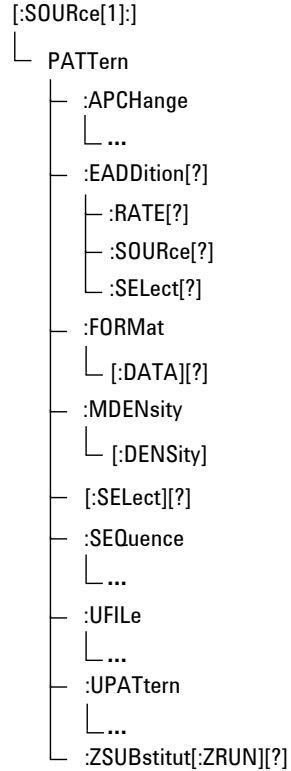 [:SOURce[1]:]
PATTern
:APCHange
...
:EADDition[?]
:RATE[?]
:SOURce[?]
:SELect[?]
:FORMat
[:DATA][?]
:MDENsity
[:DENSity]
[:SELect][?]
:SEQuence
...
:UFILe
...
:UPATtern
...
:ZSUBstitut[:ZRUN][?]